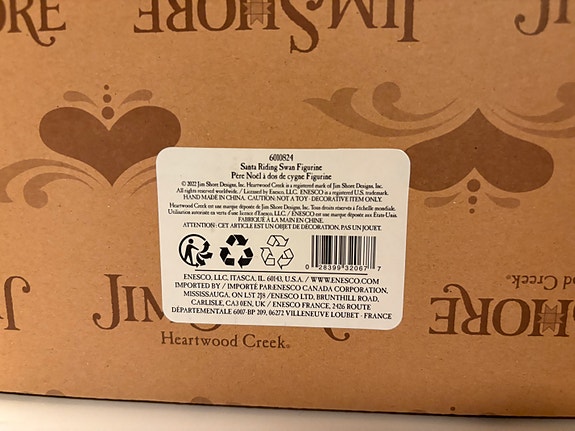 ORE
JIM SHORE
JI
6010824
Santa Riding Swan Figurine
Père Noël à dos de cygne Figurine
© 2022 Jim Shore Designs, Inc. Heartwood Creek is a registered mark of Jim Shore Designs, Inc.
All rights reserved worldwide. / Licensed by Enesco, LLC. ENESCO is a registered U.S. trademark.
HAND MADE IN CHINA. CAUTION: NOT A TOY - DECORATIVE ITEM ONLY.
Heartwood Creek est une marque déposée de Jim Shore Designs, Inc. Tous droits réservés à l'échelle mondiale.
Utilisation autorisée en vertu d'une licence d'Enesco, LLC. / ENESCO est une marque déposée aux États-Unis.
FABRIQUÉ À LA MAIN EN CHINE.
ATTENTION: CET ARTICLE EST UN OBJET DE DÉCORATION, PAS UN JOUET.
0 28399 32067 7
ENESCO, LLC, ITASCA, IL 60143, U.S.A. / WWW.ENESCO.COM
IMPORTED BY / IMPORTÉ PAR:ENESCO CANADA CORPORATION,
MISSISSAUGA, ON L5T 2J8 / ENESCO LTD, BRUNTHILL ROAD,
CARLISLE, CA3 0EN, UK / ENESCO FRANCE, 2426 ROUTE
DÉPARTEMENTALE 6007-BP 209, 06272 VILLENEUVE LOUBET - FRANCE
od Creek®
JIM
SHORE
Heartwood Creek®